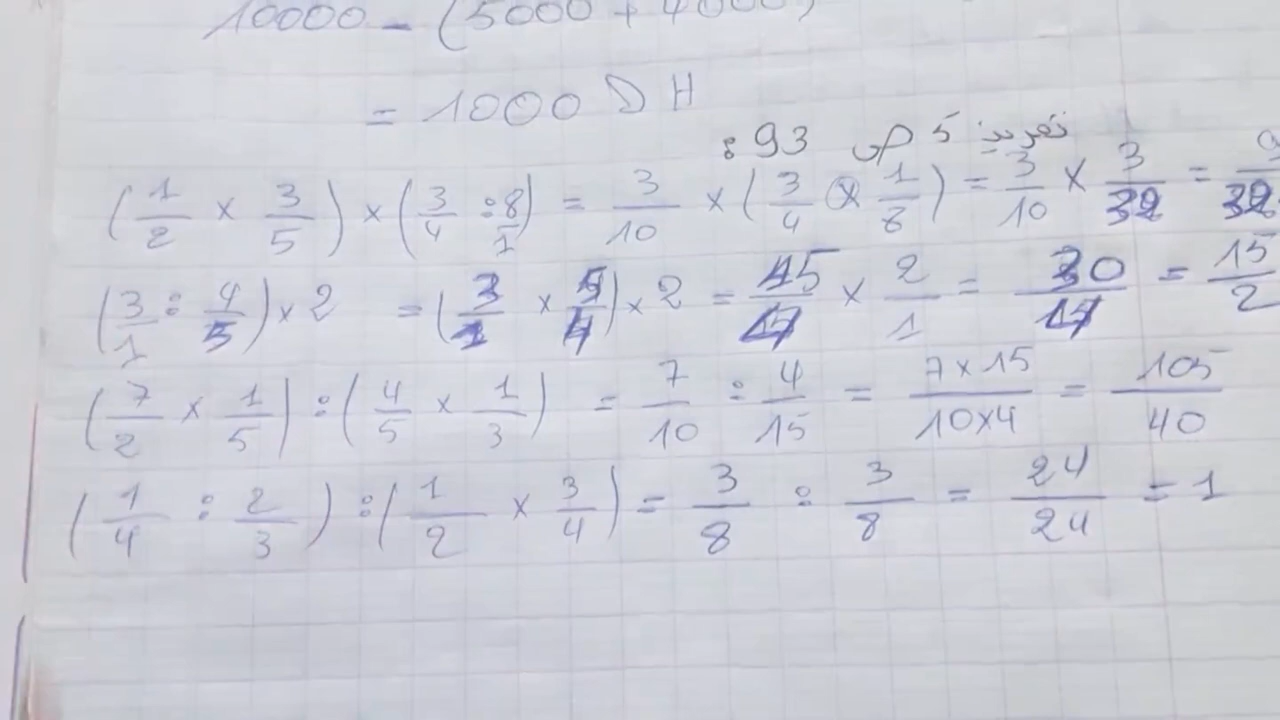 10000 - (5000 + 4000)
= 1000 DH
تمرين 5 ص 93 :
(1/2 × 3/5) × (3/4 ÷ 8/1) = 3/10 × (3/4 × 1/8) = 3/10 × 3/32 = 9/32
(3/1 ÷ 4/5) × 2 = (3/1 × 5/4) × 2 = 15/ × 2/1 = 30/ = 15/2
(7/2 × 1/5) ÷ (4/5 × 1/3) = 7/10 ÷ 4/15 = 7×15/10×4 = 105/40
(1/4 ÷ 2/3) ÷ (1/2 × 3/4) = 3/8 ÷ 3/8 = 24/24 = 1